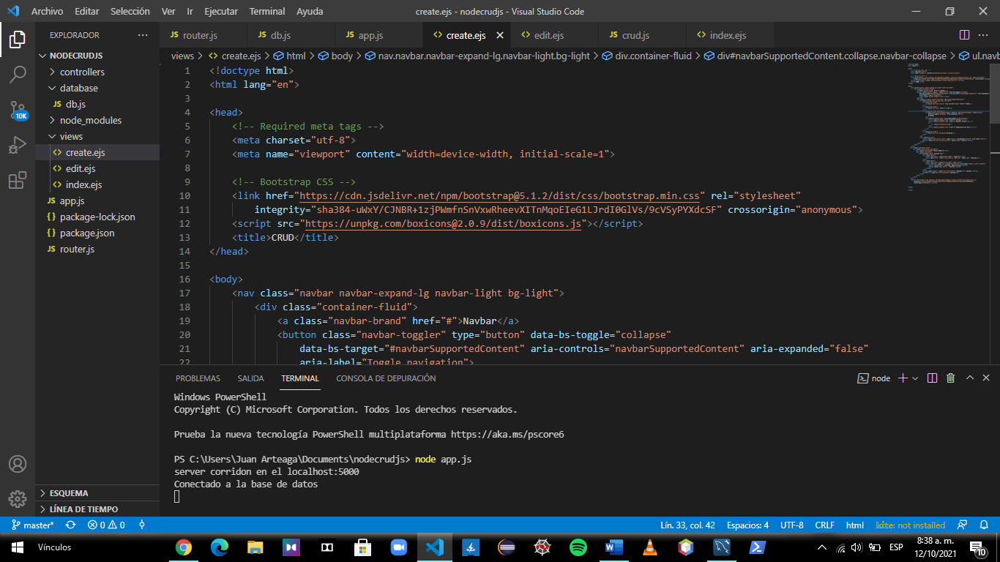 Archivo Editar Selección Ver Ir Ejecutar Terminal Ayuda create.ejs - nodecrudjs - Visual Studio Code
EXPLORADOR ···
router.js db.js app.js create.ejs edit.ejs crud.js index.ejs
views > create.ejs > html > body > nav.navbar.navbar-expand-lg.navbar-light.bg-light > div.container-fluid > div#navbarSupportedContent.collapse.navbar-collapse > ul.navb
NODECRUDJS
controllers
database
JS db.js
node_modules
views
create.ejs
edit.ejs
index.ejs
JS app.js
{} package-lock.json
{} package.json
JS router.js
10K
ESQUEMA
LÍNEA DE TIEMPO
1 <!doctype html>
2 <html lang="en">
3
4 <head>
5 <!-- Required meta tags -->
6 <meta charset="utf-8">
7 <meta name="viewport" content="width=device-width, initial-scale=1">
8
9 <!-- Bootstrap CSS -->
10 <link href="https://cdn.jsdelivr.net/npm/bootstrap@5.1.2/dist/css/bootstrap.min.css" rel="stylesheet"
11 integrity="sha384-uWxY/CJNBR+1zjPWmfnSnVxwRheevXITnMqoEIeG1LJrdI0GlVs/9cVSyPYXdcSF" crossorigin="anonymous">
12 <script src="https://unpkg.com/boxicons@2.0.9/dist/boxicons.js"></script>
13 <title>CRUD</title>
14 </head>
15
16 <body>
17 <nav class="navbar navbar-expand-lg navbar-light bg-light">
18 <div class="container-fluid">
19 <a class="navbar-brand" href="#">Navbar</a>
20 <button class="navbar-toggler" type="button" data-bs-toggle="collapse"
21 data-bs-target="#navbarSupportedContent" aria-controls="navbarSupportedContent" aria-expanded="false"
22 aria-label="Toggle navigation">
PROBLEMAS SALIDA TERMINAL CONSOLA DE DEPURACIÓN node
Windows PowerShell
Copyright (C) Microsoft Corporation. Todos los derechos reservados.
Prueba la nueva tecnología PowerShell multiplataforma https://aka.ms/pscore6
PS C:\Users\Juan Arteaga\Documents\nodecrudjs> node app.js
server corridon en el localhost:5000
Conectado a la base de datos
master* 0 0 Lín. 33, col. 42 Espacios: 4 UTF-8 CRLF html kite: not installed
Vínculos ESP 8:38 a. m.
12/10/2021 10